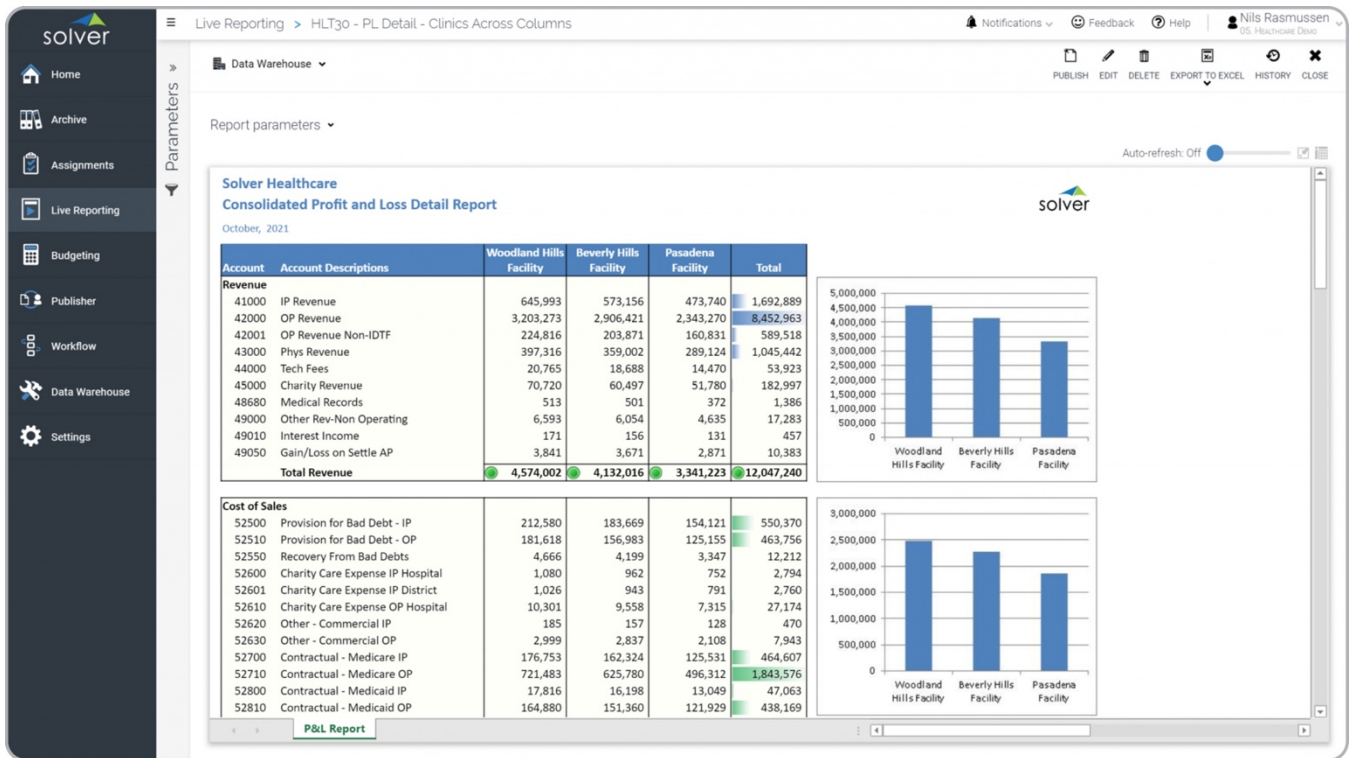 solver
Live Reporting > HLT30 - PL Detail - Clinics Across Columns
Notifications
Feedback
Help
Nils Rasmussen
05. Healthcare Demo
Home
Archive
Assignments
Live Reporting
Budgeting
Publisher
Workflow
Data Warehouse
Settings
Parameters
Data Warehouse
PUBLISH EDIT DELETE EXPORT TO EXCEL HISTORY CLOSE
Report parameters
Auto-refresh: Off
Solver Healthcare
Consolidated Profit and Loss Detail Report
October, 2021
solver
Woodland Hills Beverly Hills Pasadena
Account Account Descriptions Facility Facility Facility Total
Revenue
41000 IP Revenue 645,993 573,156 473,740 1,692,889
42000 OP Revenue 3,203,273 2,906,421 2,343,270 8,452,963
42001 OP Revenue Non-IDTF 224,816 203,871 160,831 589,518
43000 Phys Revenue 397,316 359,002 289,124 1,045,442
44000 Tech Fees 20,765 18,688 14,470 53,923
45000 Charity Revenue 70,720 60,497 51,780 182,997
48680 Medical Records 513 501 372 1,386
49000 Other Rev-Non Operating 6,593 6,054 4,635 17,283
49010 Interest Income 171 156 131 457
49050 Gain/Loss on Settle AP 3,841 3,671 2,871 10,383
Total Revenue 4,574,002 4,132,016 3,341,223 12,047,240
5,000,000
4,500,000
4,000,000
3,500,000
3,000,000
2,500,000
2,000,000
1,500,000
1,000,000
500,000
0
Woodland Beverly Hills Pasadena
Hills Facility Facility Facility
Cost of Sales
52500 Provision for Bad Debt - IP 212,580 183,669 154,121 550,370
52510 Provision for Bad Debt - OP 181,618 156,983 125,155 463,756
52550 Recovery From Bad Debts 4,666 4,199 3,347 12,212
52600 Charity Care Expense IP Hospital 1,080 962 752 2,794
52601 Charity Care Expense IP District 1,026 943 791 2,760
52610 Charity Care Expense OP Hospital 10,301 9,558 7,315 27,174
52620 Other - Commercial IP 185 157 128 470
52630 Other - Commercial OP 2,999 2,837 2,108 7,943
52700 Contractual - Medicare IP 176,753 162,324 125,531 464,607
52710 Contractual - Medicare OP 721,483 625,780 496,312 1,843,576
52800 Contractual - Medicaid IP 17,816 16,198 13,049 47,063
52810 Contractual - Medicaid OP 164,880 151,360 121,929 438,169
3,000,000
2,500,000
2,000,000
1,500,000
1,000,000
500,000
0
Woodland Beverly Hills Pasadena
Hills Facility Facility Facility
P&L Report